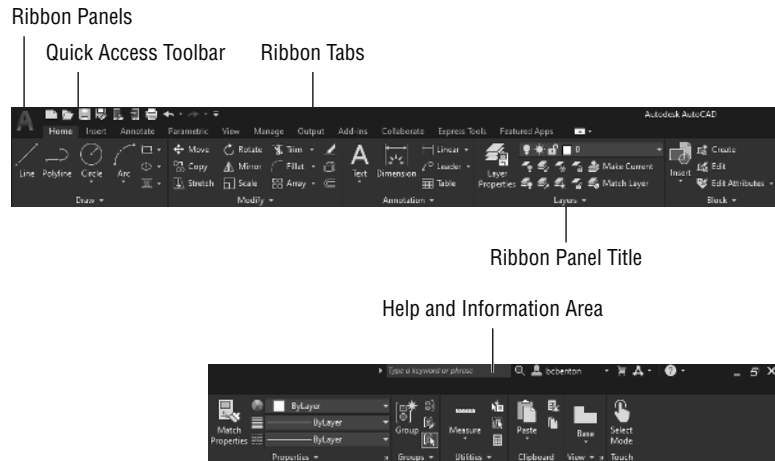 Ribbon Panels
Quick Access Toolbar Ribbon Tabs
Autodesk AutoCAD
Home Insert Annotate Parametric View Manage Output Add-ins Collaborate Express Tools Featured Apps
Move Rotate Trim Linear 0 Create
Line Polyline Circle Arc Copy Mirror Fillet Text Dimension Leader Layer Properties Make Current Insert Edit
Stretch Scale Array Table Match Layer Edit Attributes
Draw Modify Annotation Layers Block
Ribbon Panel Title
Help and Information Area
Type a keyword or phrase bcbenton
ByLayer
Match Properties ByLayer Group Measure Paste Base Select Mode
ByLayer
Properties Groups Utilities Clipboard View Touch